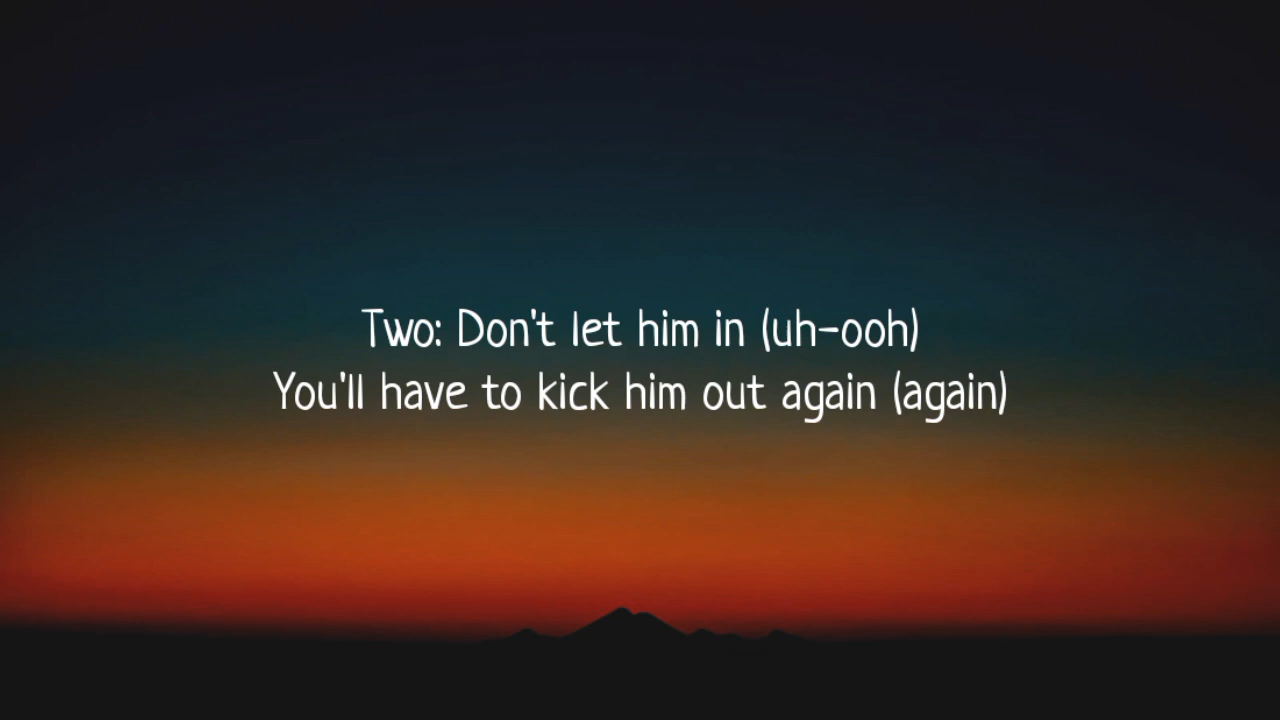 Two: Don't let him in (uh-ooh)
You'll have to kick him out again (again)